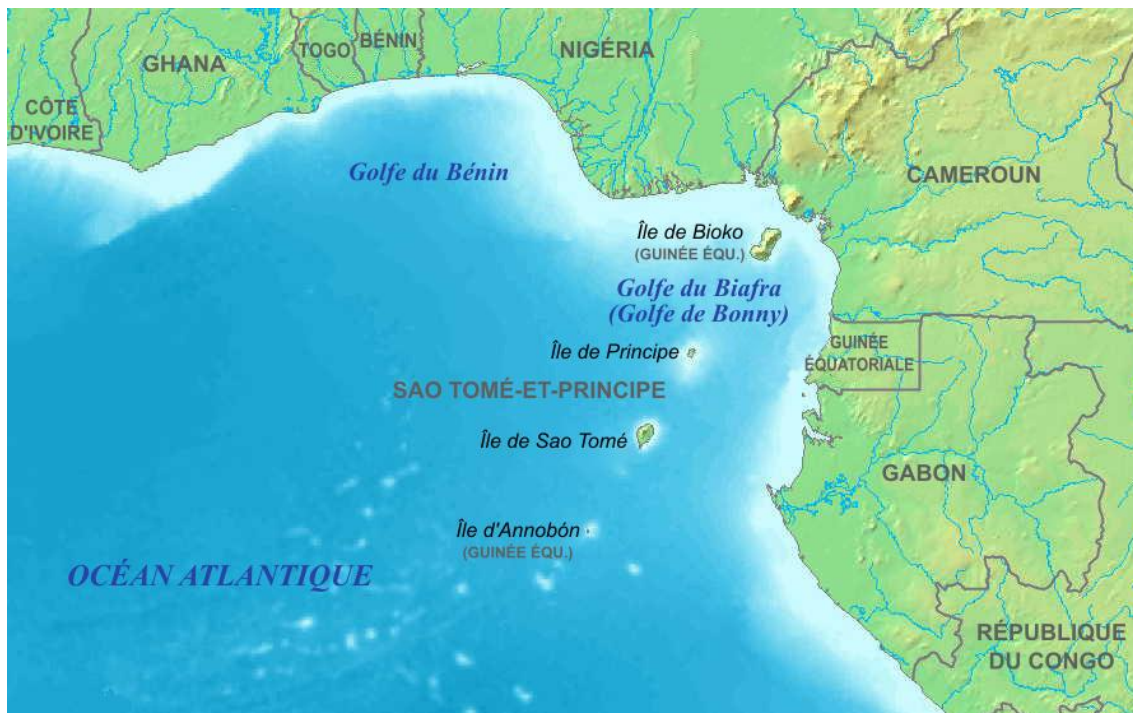 GHANA
TOGO
BÉNIN
NIGÉRIA
CÔTE
D'IVOIRE
CAMEROUN
Golfe du Bénin
Île de Bioko
(GUINÉE ÉQU.)
Golfe du Biafra
(Golfe de Bonny)
Île de Principe
GUINÉE
ÉQUATORIALE
SAO TOMÉ-ET-PRINCIPE
Île de Sao Tomé
GABON
Île d'Annobón
(GUINÉE ÉQU.)
OCÉAN ATLANTIQUE
RÉPUBLIQUE
DU CONGO